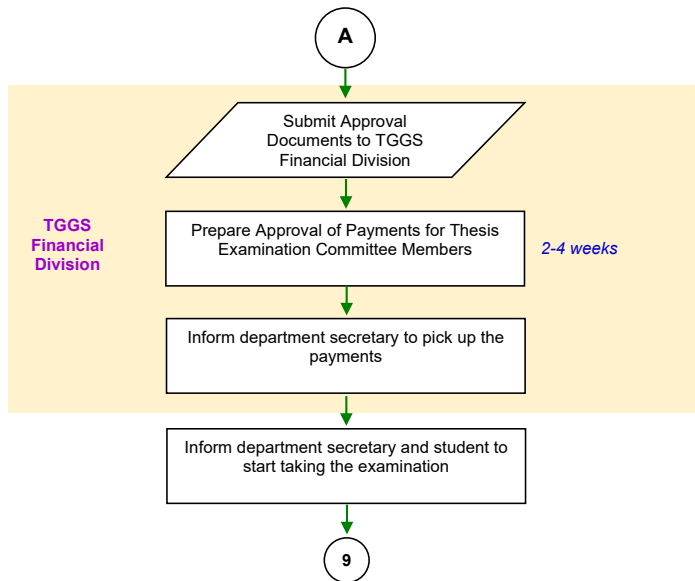 A
Submit Approval
Documents to TGGS
Financial Division
TGGS
Financial
Division
Prepare Approval of Payments for Thesis
Examination Committee Members
2-4 weeks
Inform department secretary to pick up the
payments
Inform department secretary and student to
start taking the examination
9